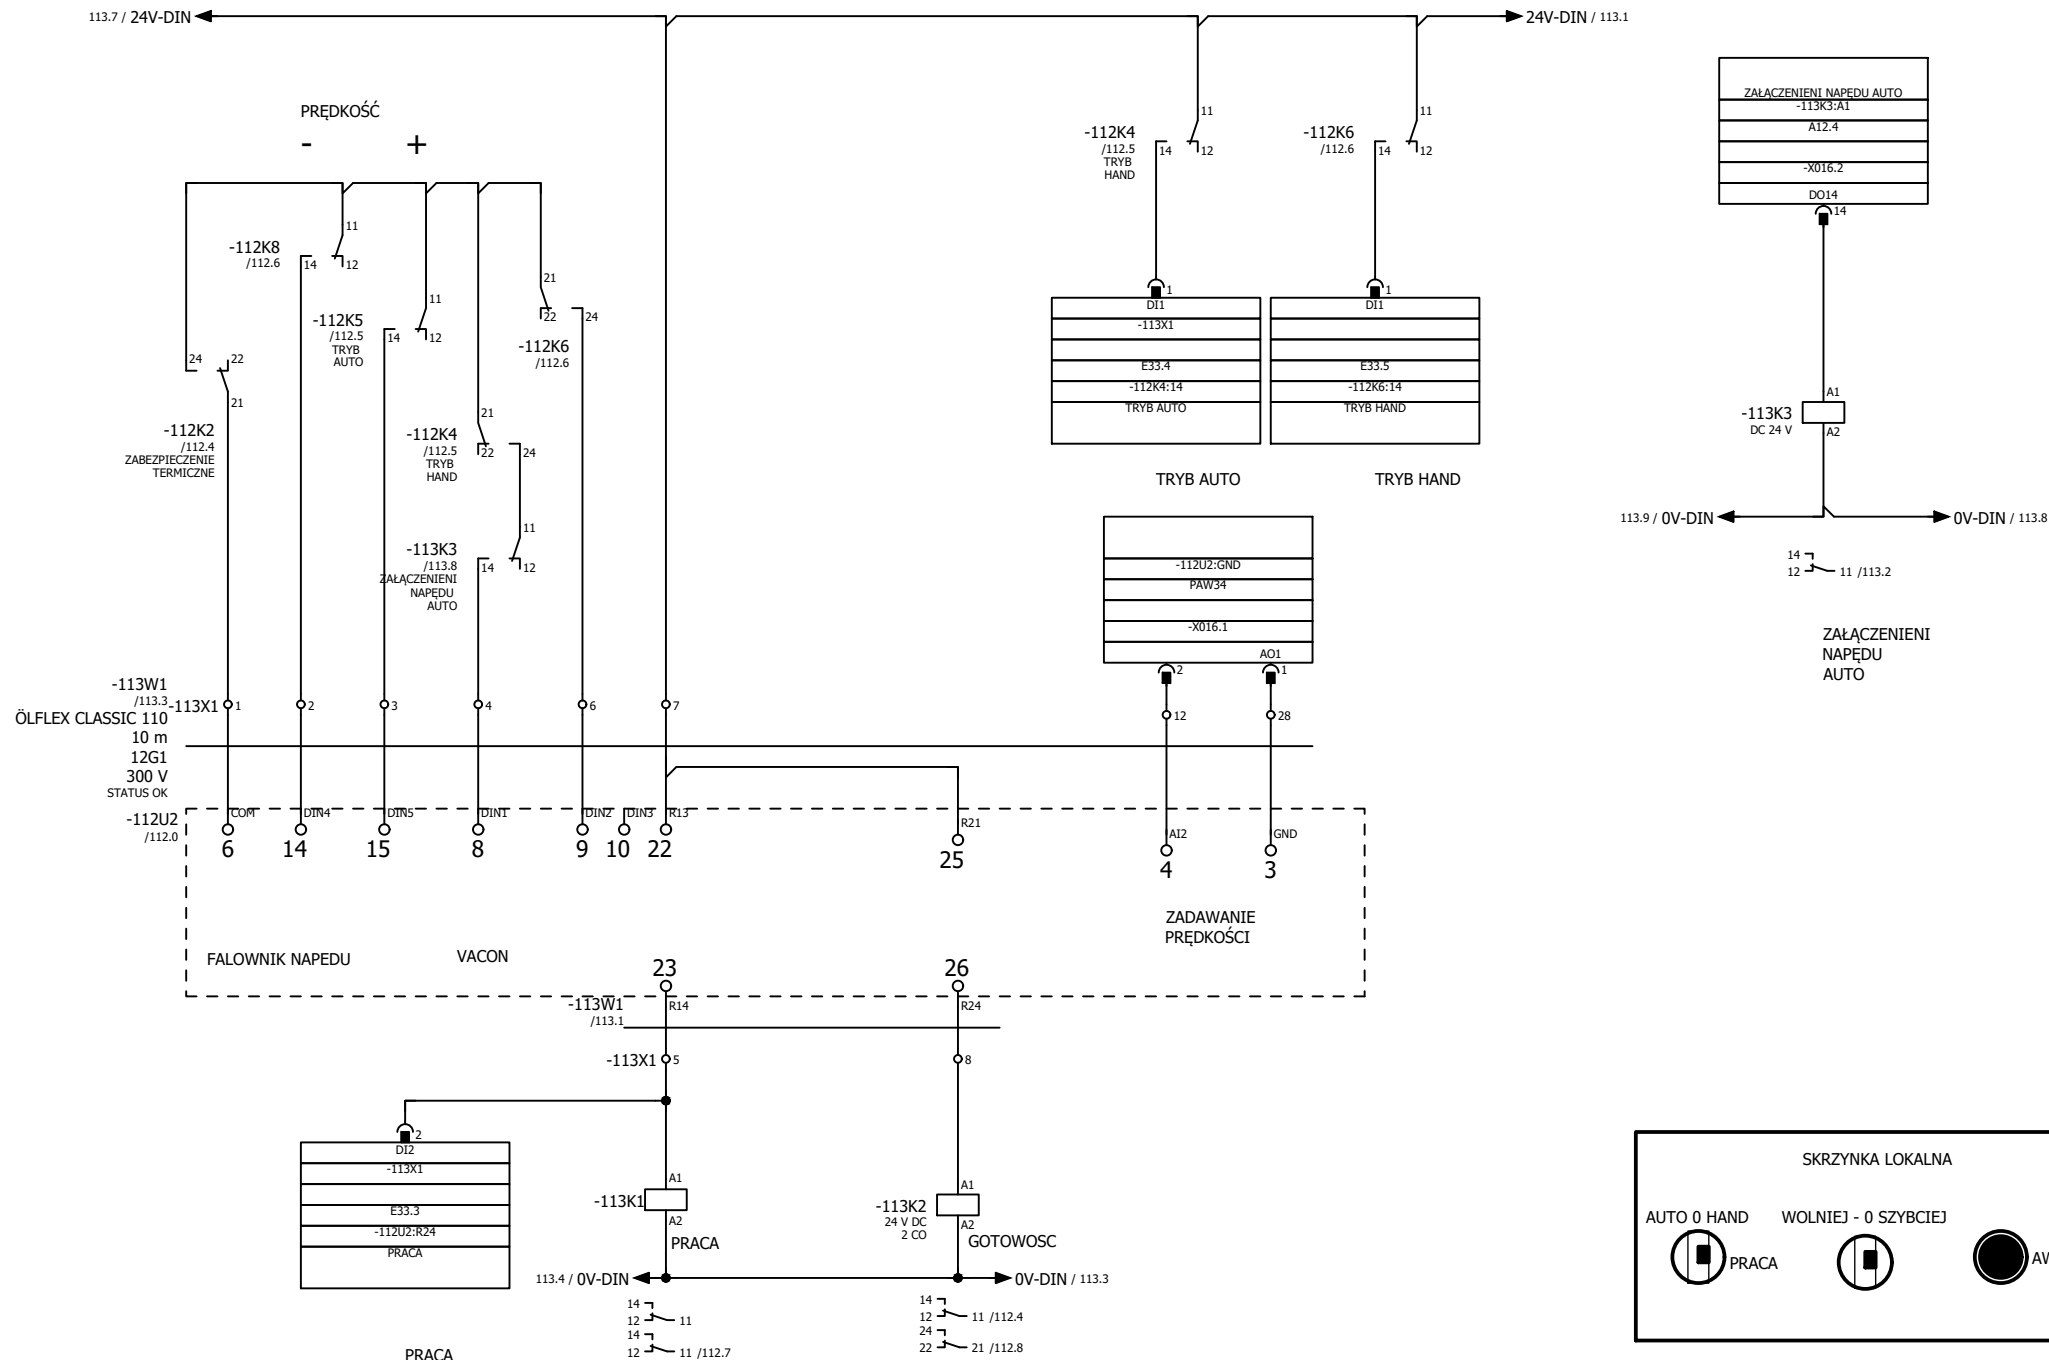 113.7 / 24V-DIN
24V-DIN / 113.1
PRĘDKOŚĆ
-
+
-112K8
/112.6
11
14
12
-112K5
/112.5
TRYB
AUTO
11
14
12
-112K6
/112.6
21
22
24
24
22
21
-112K2
/112.4
ZABEZPIECZENIE
TERMICZNE
-112K4
/112.5
TRYB
HAND
21
22
24
-113K3
/113.8
ZAŁĄCZENIENI
NAPĘDU
AUTO
11
14
12
-112K4
/112.5
TRYB
HAND
11
14
12
-112K6
/112.6
11
14
12
1
DI1
-113X1
E33.4
-112K4:14
TRYB AUTO
TRYB AUTO
1
DI1
E33.5
-112K6:14
TRYB HAND
TRYB HAND
ZAŁĄCZENIENI NAPĘDU AUTO
-113K3:A1
A12.4
-X016.2
DO14
14
-113K3
DC 24 V
A1
A2
113.9 / 0V-DIN
0V-DIN / 113.8
14
12
11 /113.2
ZAŁĄCZENIENI
NAPĘDU
AUTO
-112U2:GND
PAW34
-X016.1
AO1
2
1
12
28
-113W1
/113.3
ÖLFLEX CLASSIC 110
10 m
12G1
300 V
STATUS OK
-113X1
1
2
3
4
6
7
-112U2
/112.0
COM
DIN4
DIN5
DIN1
DIN2
DIN3
R13
R21
AI2
GND
6
14
15
8
9
10
22
25
4
3
ZADAWANIE
PRĘDKOŚCI
FALOWNIK NAPEDU
VACON
23
26
-113W1
/113.1
R14
R24
-113X1
5
8
2
DI2
-113X1
E33.3
-112U2:R24
PRACA
PRACA
-113K1
A1
A2
PRACA
-113K2
24 V DC
2 CO
A1
A2
GOTOWOSC
113.4 / 0V-DIN
0V-DIN / 113.3
14
12
11
14
12
11 /112.7
14
12
11 /112.4
24
22
21 /112.8
SKRZYNKA LOKALNA
AUTO 0 HAND
WOLNIEJ - 0 SZYBCIEJ
PRACA
AW